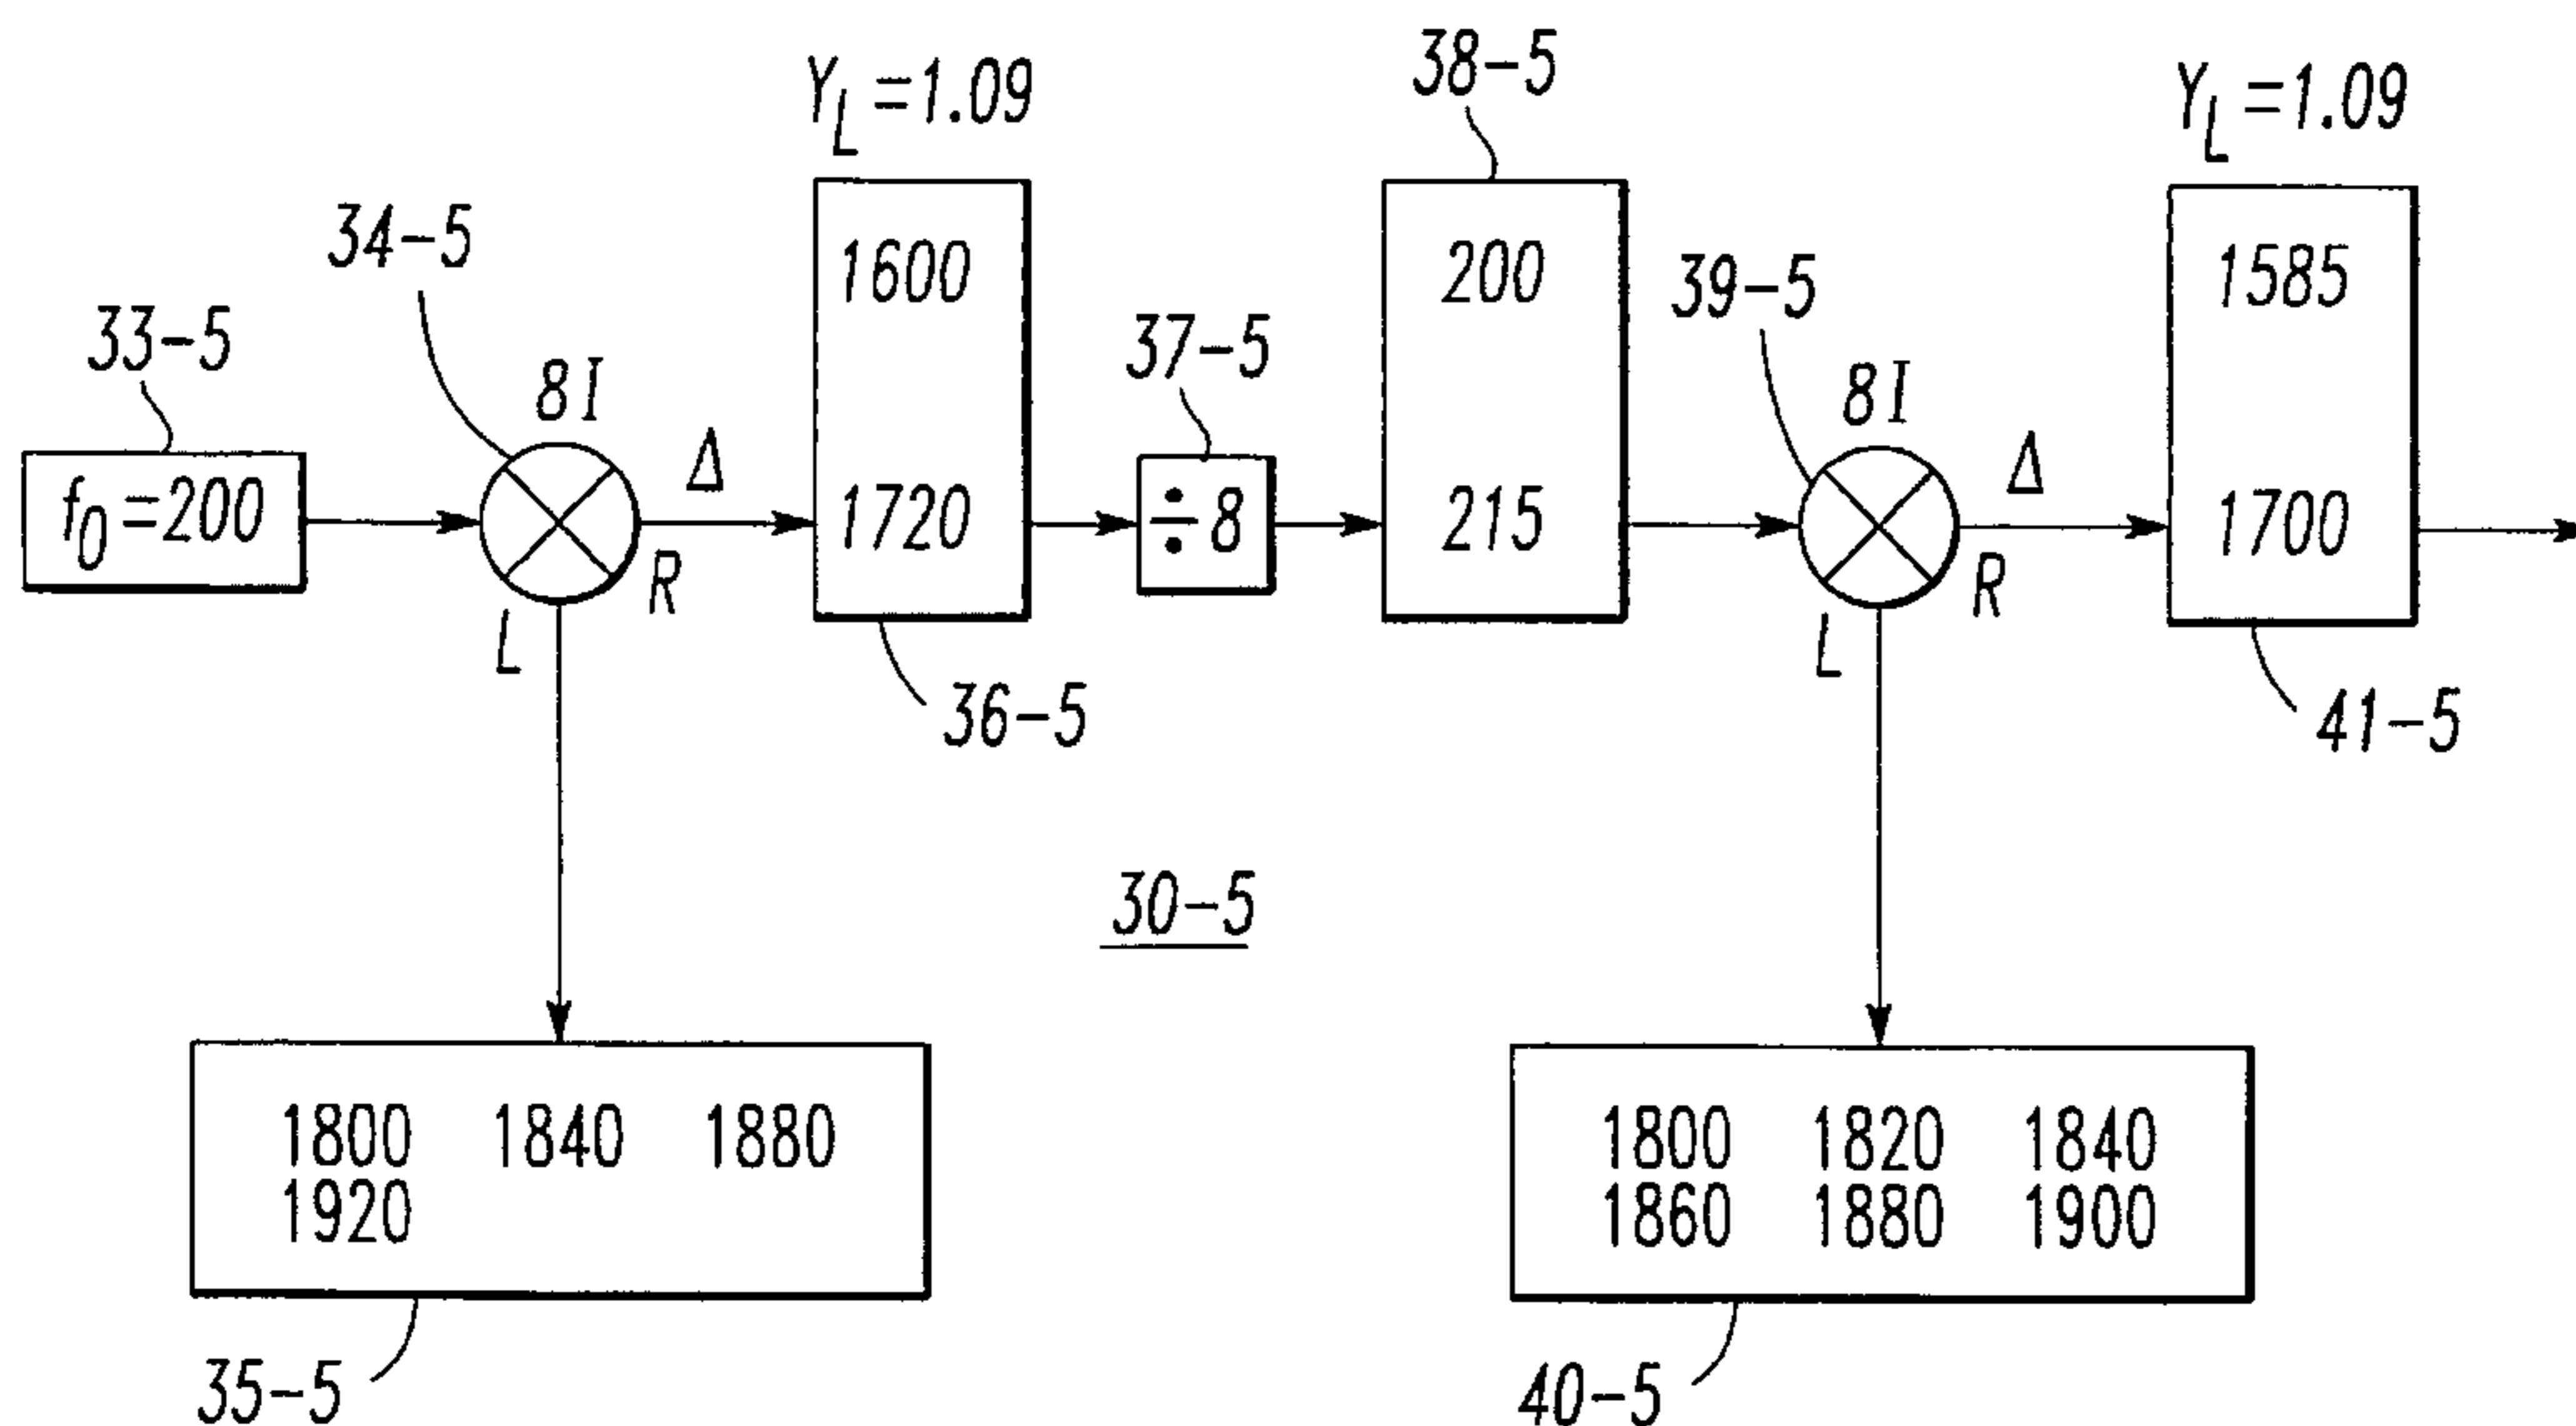 Y_L = 1.09
38-5
Y_L = 1.09
34-5
33-5
8I
Δ
1600
1720
37-5
÷ 8
200
215
39-5
8I
Δ
1585
1700
f_0 = 200
L
R
L
R
36-5
41-5
30-5
1800 1840 1880
1920
1800 1820 1840
1860 1880 1900
35-5
40-5